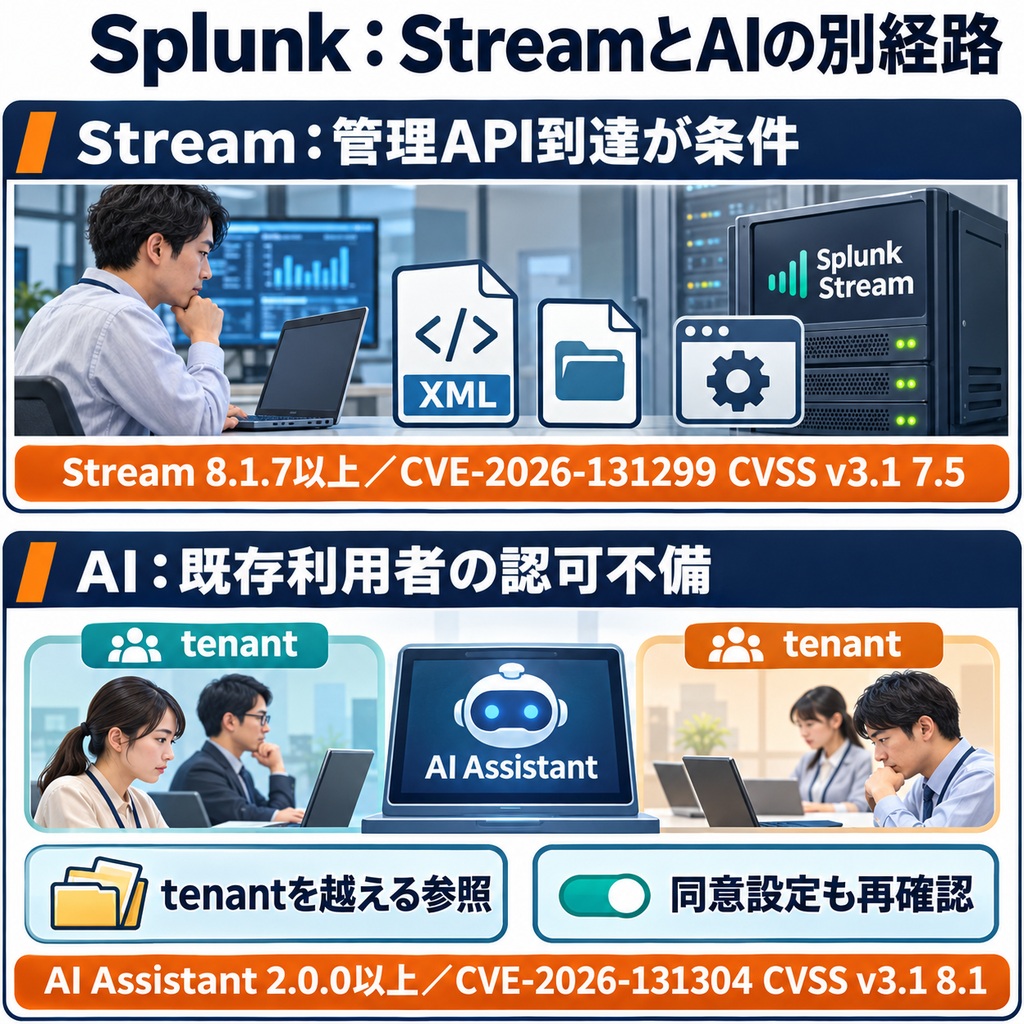 Splunk：StreamとAIの別経路
Stream：管理API到達が条件
</>
XML
Splunk
Stream
Stream 8.1.7以上／CVE-2026-131299 CVSS v3.1 7.5
AI：既存利用者の認可不備
tenant
tenant
AI Assistant
tenantを越える参照
同意設定も再確認
AI Assistant 2.0.0以上／CVE-2026-131304 CVSS v3.1 8.1